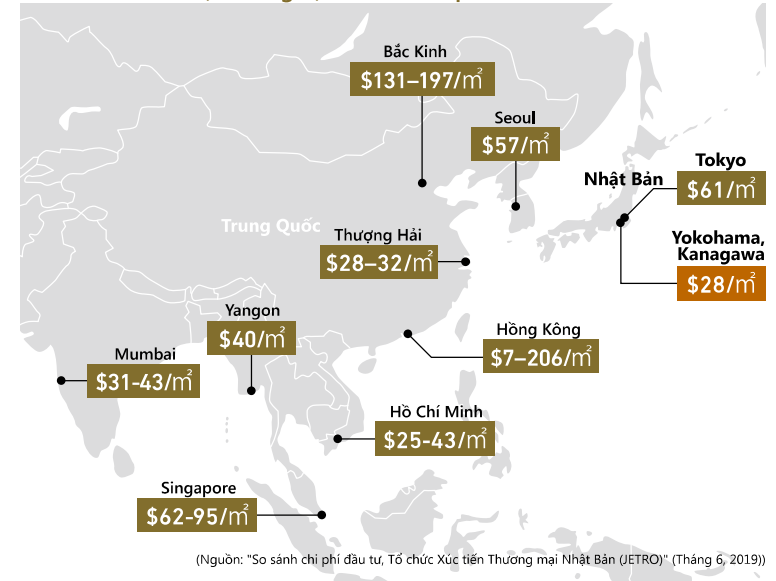 Bắc Kinh
$131–197/㎡
Seoul
$57/㎡
Nhật Bản
Tokyo
$61/㎡
Trung Quốc
Thượng Hải
$28–32/㎡
Yokohama,
Kanagawa
$28/㎡
Yangon
$40/㎡
Hồng Kông
$7–206/㎡
Mumbai
$31-43/㎡
Hồ Chí Minh
$25-43/㎡
Singapore
$62-95/㎡
(Nguồn: "So sánh chi phí đầu tư, Tổ chức Xúc tiến Thương mại Nhật Bản (JETRO)" (Tháng 6, 2019))